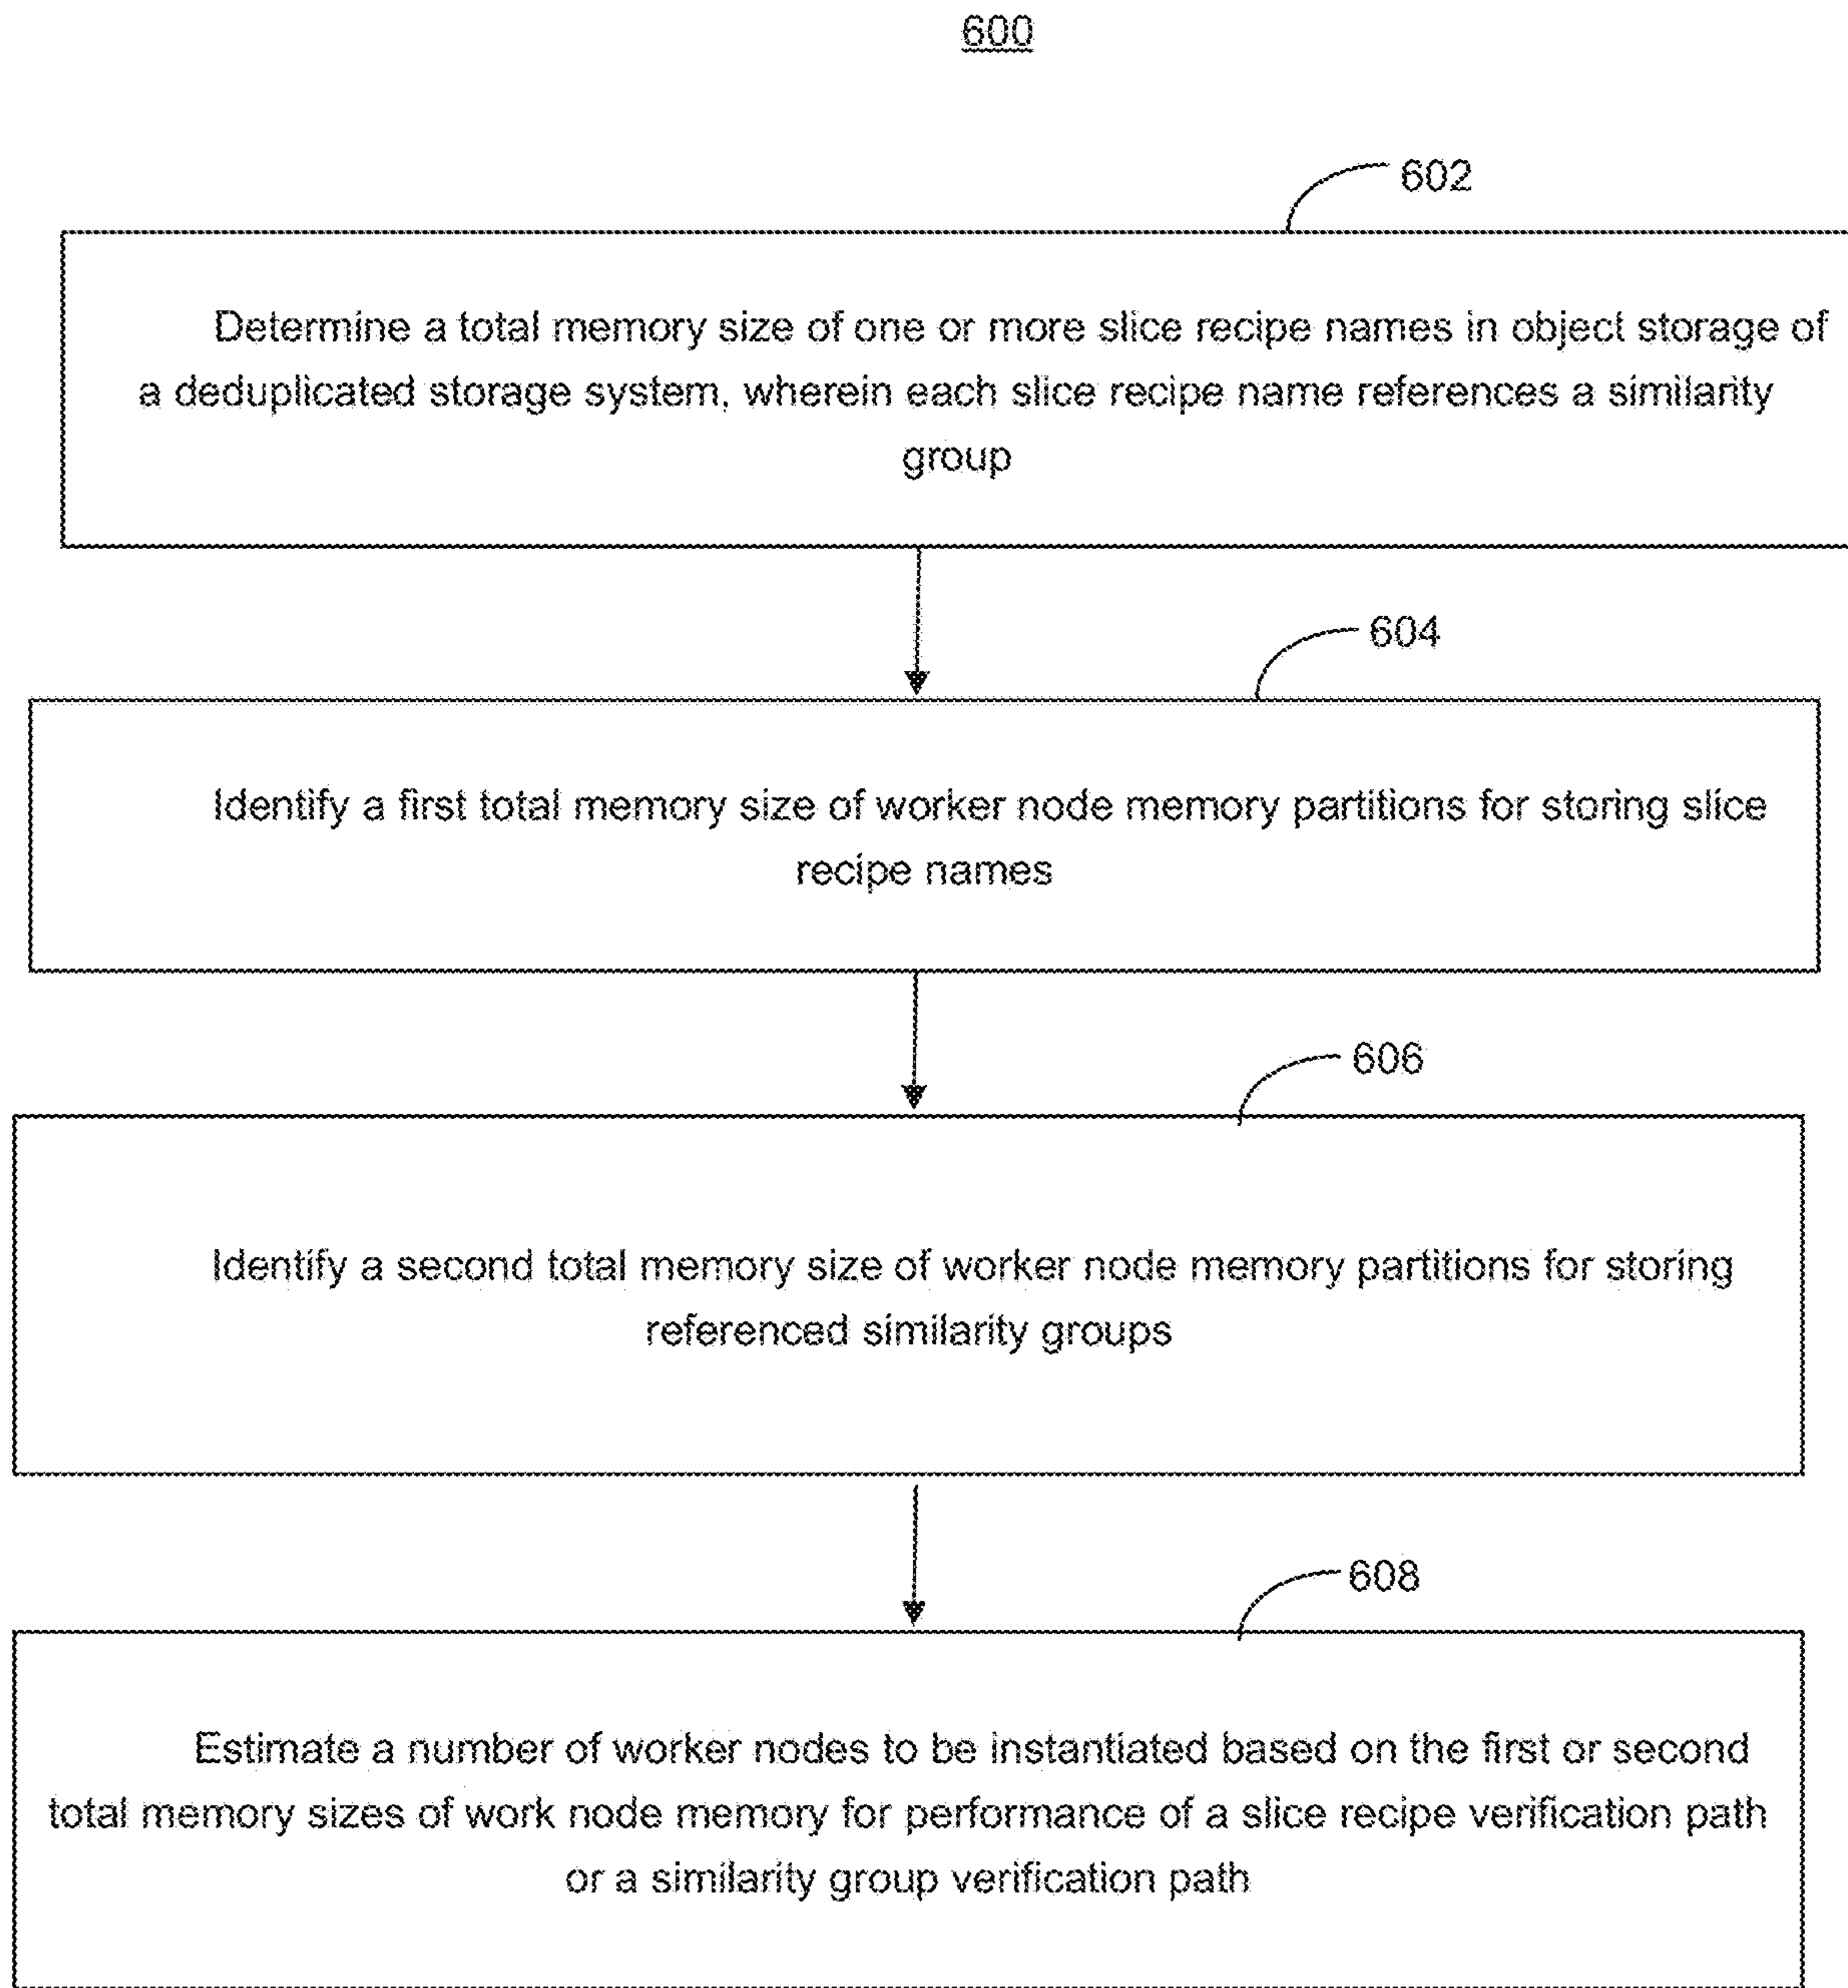 600
602
Determine a total memory size of one or more slice recipe names in object storage of
a deduplicated storage system, wherein each slice recipe name references a similarity
group
604
Identify a first total memory size of worker node memory partitions for storing slice
recipe names
606
Identify a second total memory size of worker node memory partitions for storing
referenced similarity groups
608
Estimate a number of worker nodes to be instantiated based on the first or second
total memory sizes of work node memory for performance of a slice recipe verification path
or a similarity group verification path